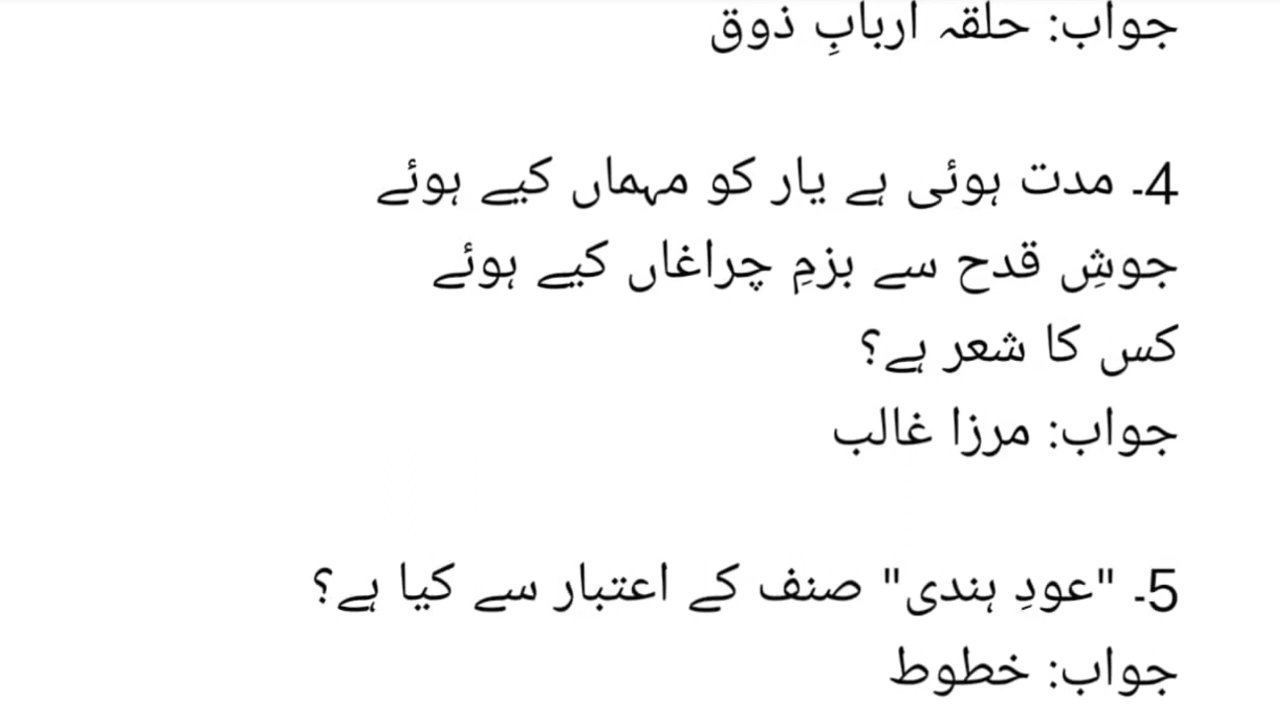 جواب: حلقہ اربابِ ذوق
4۔ مدت ہوئی ہے یار کو مہماں کیے ہوئے
جوشِ قدح سے بزمِ چراغاں کیے ہوئے
کس کا شعر ہے؟
جواب: مرزا غالب
5۔ "عودِ ہندی" صنف کے اعتبار سے کیا ہے؟
جواب: خطوط